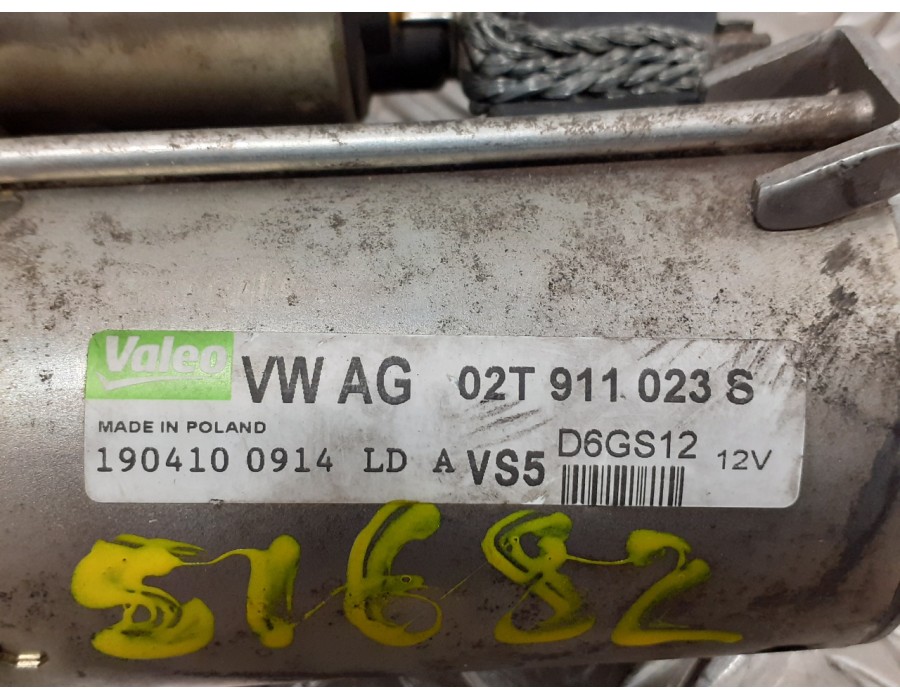 Valeo VW AG 02T 911 023 S
MADE IN POLAND
190410 0914 LD A VS5 D6GS12 12V
51682